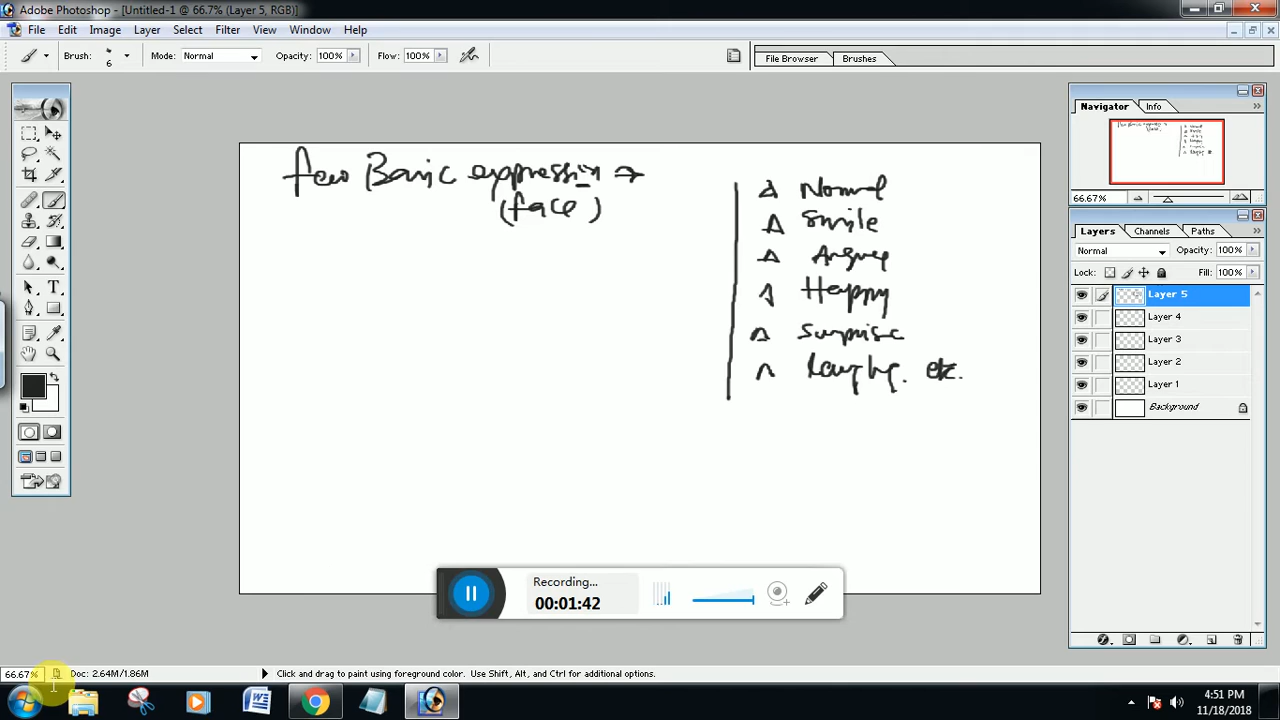 Adobe Photoshop - [Untitled-1 @ 66.7% (Layer 5, RGB)]
File Edit Image Layer Select Filter View Window Help
Brush: 6 Mode: Normal Opacity: 100% Flow: 100% File Browser Brushes
Navigator Info
66.67%
few Basic expression →
(face)
Normal
Smile
Angry
Happy
Surprise
Laughing. etc.
Layers Channels Paths
Normal Opacity: 100%
Lock: Fill: 100%
Layer 5
Layer 4
Layer 3
Layer 2
Layer 1
Background
Recording...
00:01:42
66.67% Doc: 2.64M/1.86M Click and drag to paint using foreground color. Use Shift, Alt, and Ctrl for additional options.
4:51 PM
11/18/2018